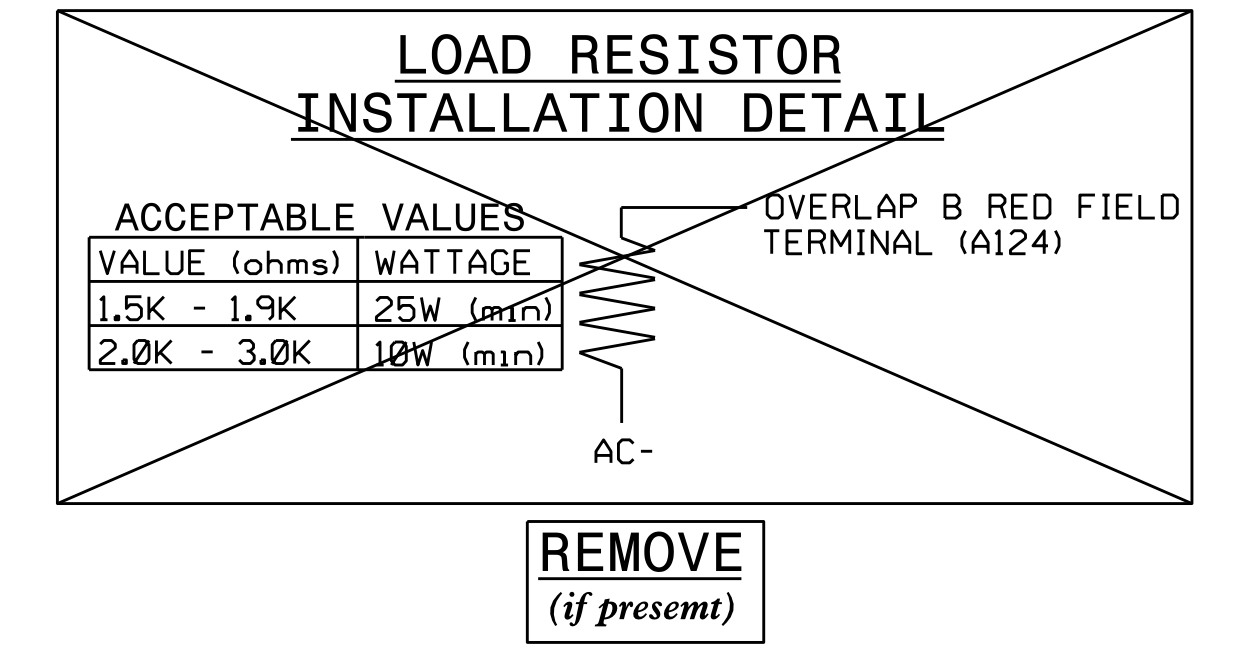 LOAD RESISTOR
INSTALLATION DETAIL
ACCEPTABLE VALUES
VALUE (ohms) WATTAGE
1.5K - 1.9K 25W (min)
2.0K - 3.0K 10W (min)
OVERLAP B RED FIELD
TERMINAL (A124)
AC-
REMOVE
(if presemt)